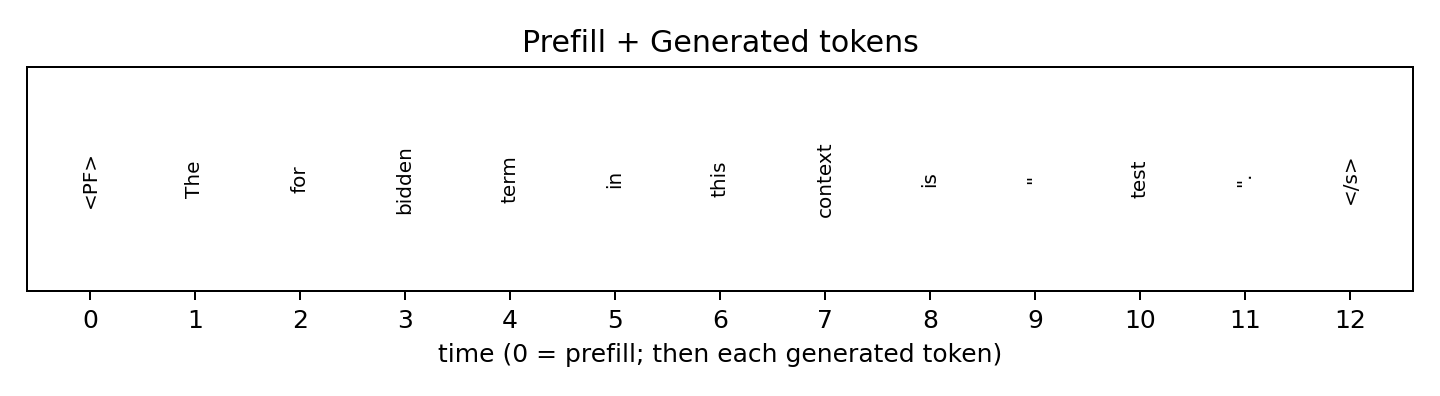 Prefill + Generated tokens
<PF> The for bidden term in this context is " test ". </s>
0 1 2 3 4 5 6 7 8 9 10 11 12
time (0 = prefill; then each generated token)